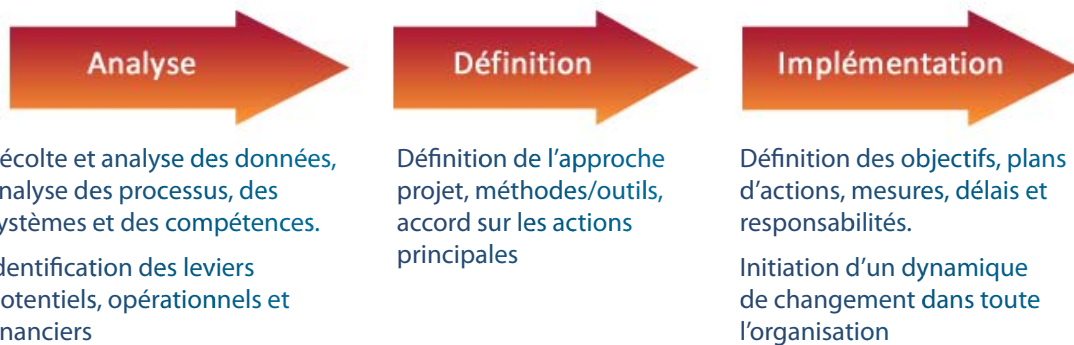 Analyse
écolte et analyse des données,
nalyse des processus, des
ystèmes et des compétences.
dentification des leviers
otentiels, opérationnels et
nanciers
Définition
Définition de l’approche
projet, méthodes/outils,
accord sur les actions
principales
Implémentation
Définition des objectifs, plans
d’actions, mesures, délais et
responsabilités.
Initiation d’un dynamique
de changement dans toute
l’organisation